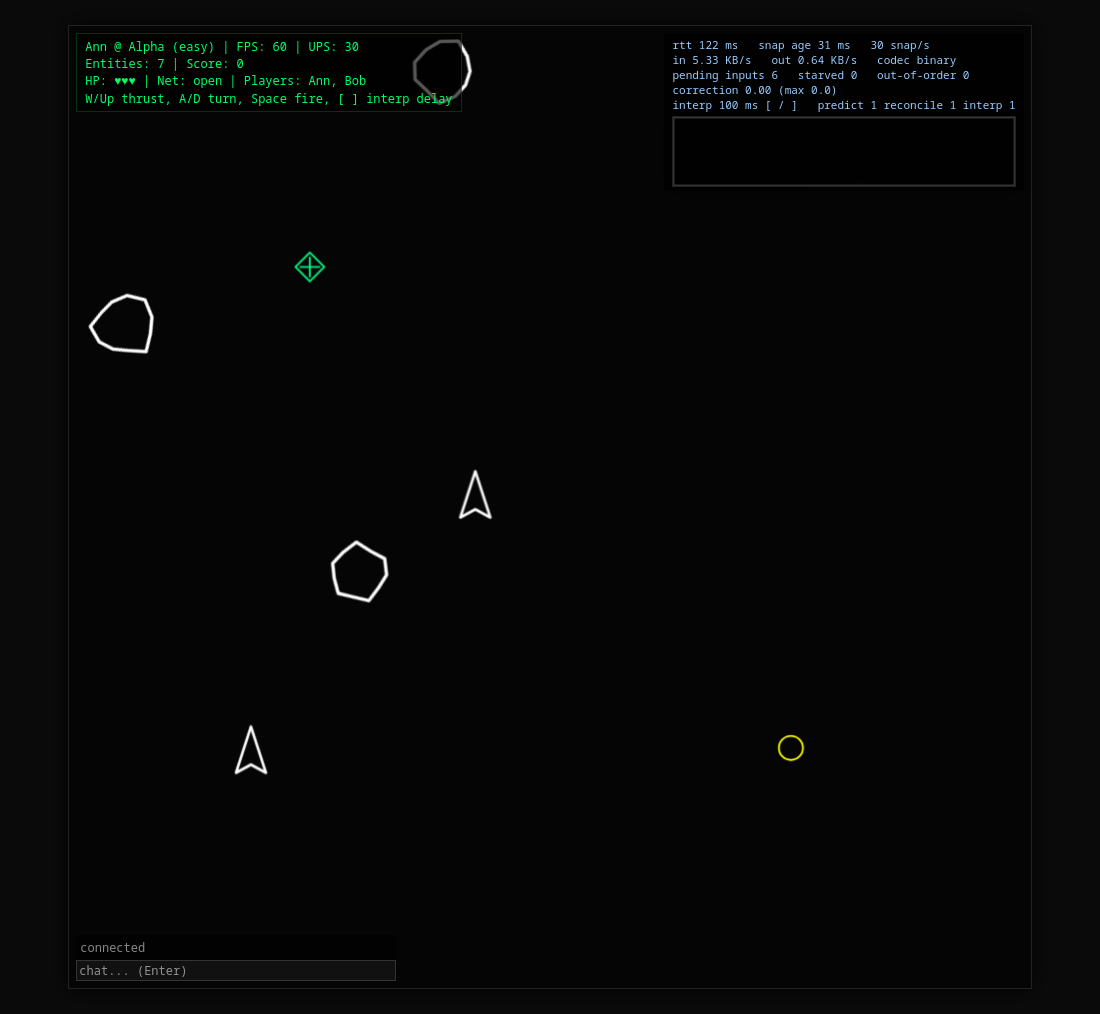 Ann @ Alpha (easy) | FPS: 60 | UPS: 30
Entities: 7 | Score: 0
HP: ♥♥♥ | Net: open | Players: Ann, Bob
W/Up thrust, A/D turn, Space fire, [ ] interp delay
rtt 122 ms   snap age 31 ms   30 snap/s
in 5.33 KB/s   out 0.64 KB/s   codec binary
pending inputs 6   starved 0   out-of-order 0
correction 0.00 (max 0.0)
interp 100 ms [ / ]   predict 1 reconcile 1 interp 1
connected
chat... (Enter)